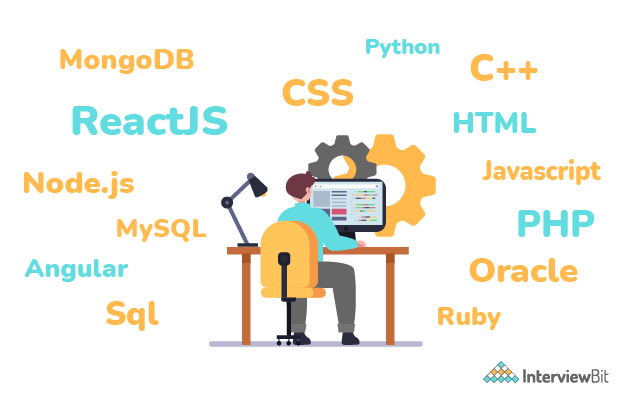 Python
MongoDB
C++
CSS
ReactJS
HTML
Javascript
Node.js
PHP
MySQL
Angular
Oracle
Sql
Ruby
InterviewBit